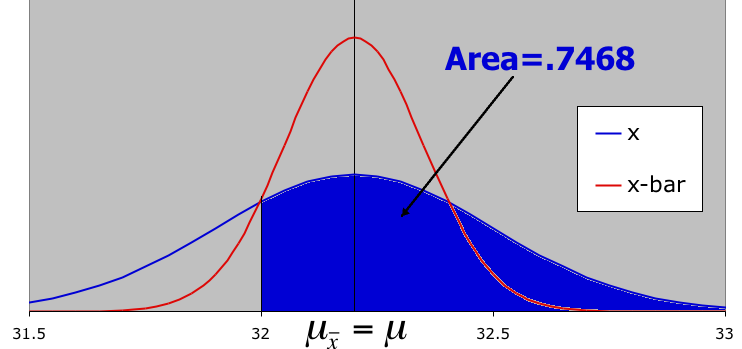 Area=.7468
x
x-bar
31.5 32 32.5 33
μx̄ = μ